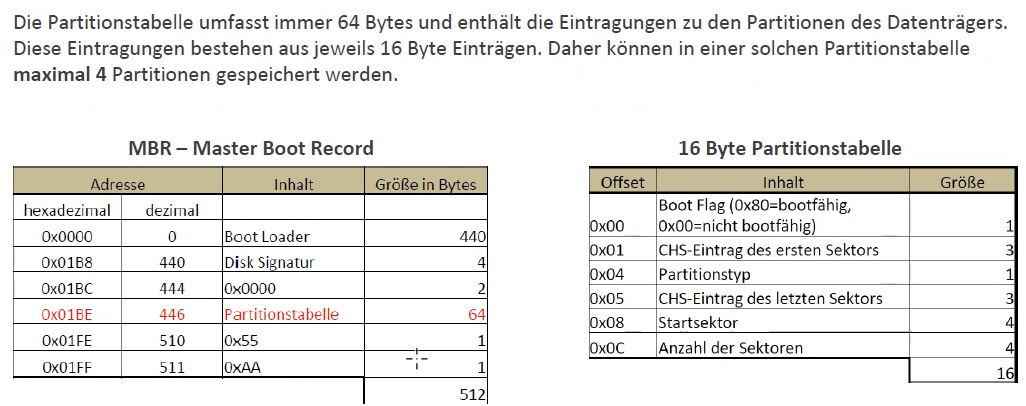 Die Partitionstabelle umfasst immer 64 Bytes und enthält die Eintragungen zu den Partitionen des Datenträgers.
Diese Eintragungen bestehen aus jeweils 16 Byte Einträgen. Daher können in einer solchen Partitionstabelle
maximal 4 Partitionen gespeichert werden.
MBR – Master Boot Record
Adresse Inhalt Größe in Bytes
hexadezimal dezimal
0x0000 0 Boot Loader 440
0x01B8 440 Disk Signatur 4
0x01BC 444 0x0000 2
0x01BE 446 Partitionstabelle 64
0x01FE 510 0x55 1
0x01FF 511 0xAA 1
512
16 Byte Partitionstabelle
Offset Inhalt Größe
Boot Flag (0x80=bootfähig,
0x00 0x00=nicht bootfähig) 1
0x01 CHS-Eintrag des ersten Sektors 3
0x04 Partitionstyp 1
0x05 CHS-Eintrag des letzten Sektors 3
0x08 Startsektor 4
0x0C Anzahl der Sektoren 4
16